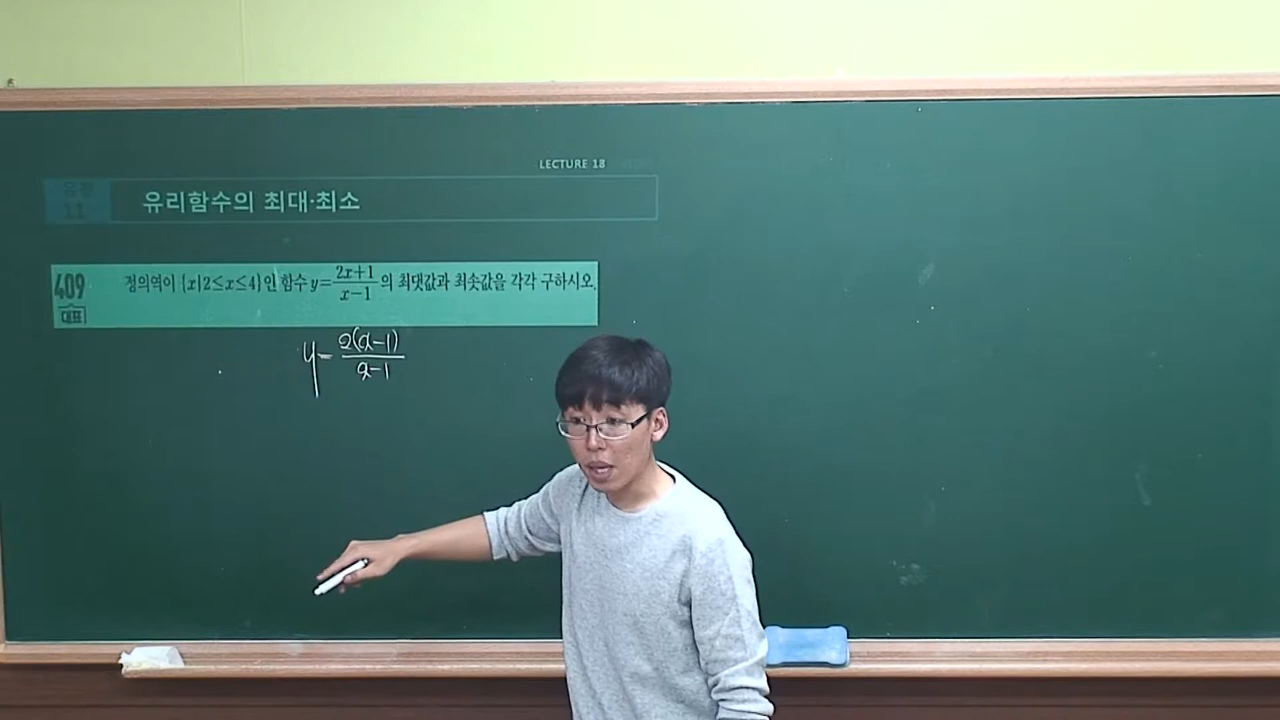 LECTURE 18
유형
11
유리함수의 최대·최소
409
대표
정의역이 {x|2≤x≤4}인 함수 y=\frac{2x+1}{x-1}의 최댓값과 최솟값을 각각 구하시오.
y=\frac{2(x-1)}{x-1}